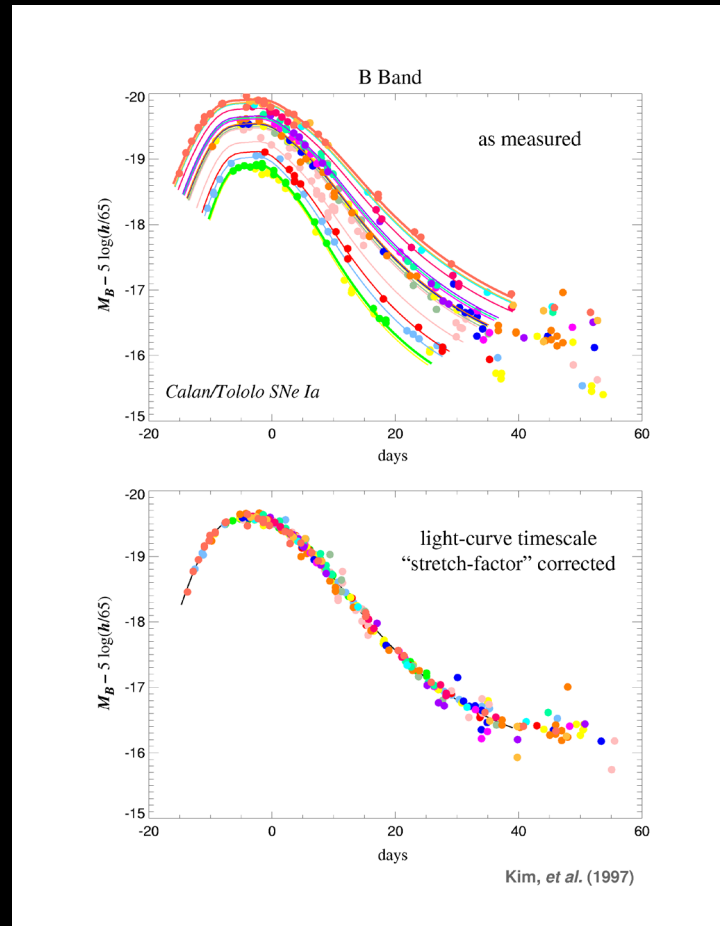 B Band
-20
-19
-18
-17
-16
-15
M_B – 5 log(h/65)
as measured
Calan/Tololo SNe Ia
-20 0 20 40 60
days
-20
-19
-18
-17
-16
-15
M_B – 5 log(h/65)
light-curve timescale
“stretch-factor” corrected
-20 0 20 40 60
days
Kim, et al. (1997)